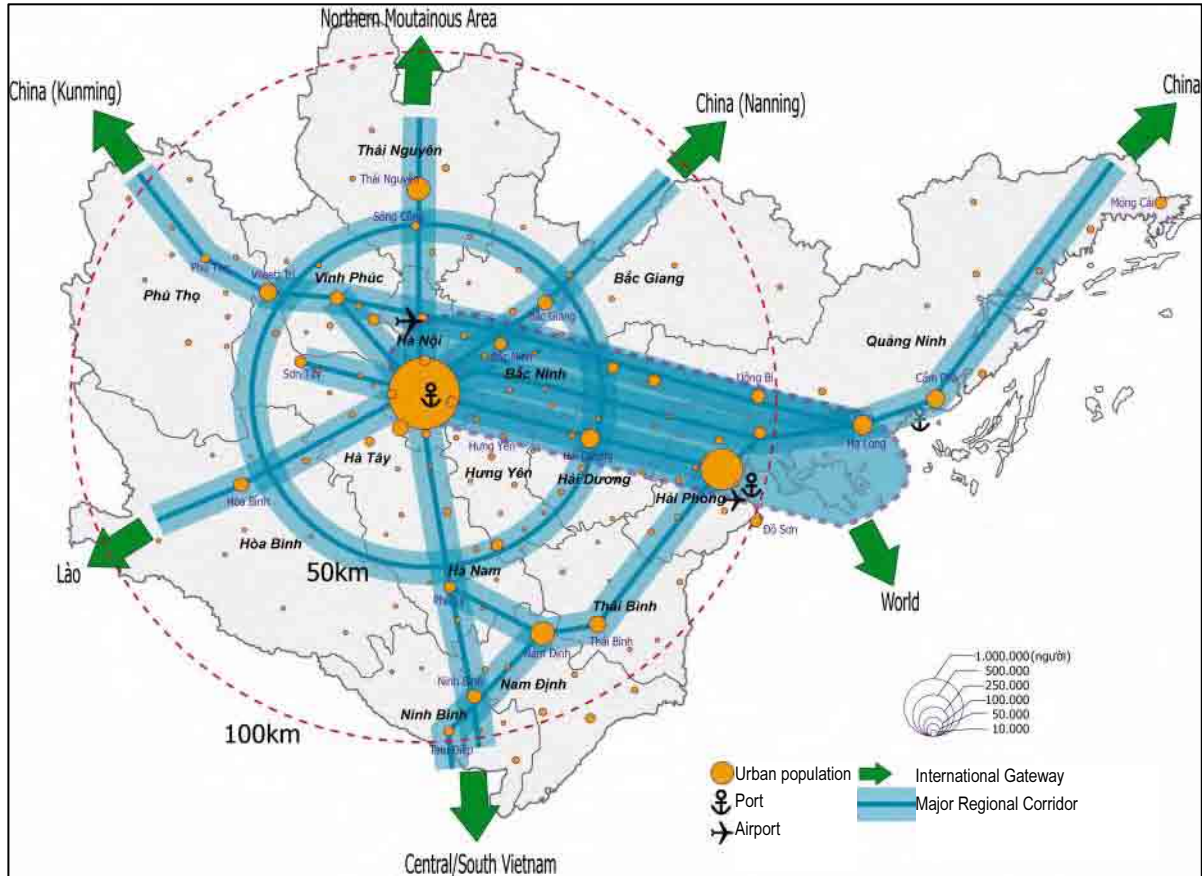 Northern Moutainous Area
China (Kunming)
China (Nanning)
China
Thái Nguyên
Thái Nguyên
Sông Công
Móng Cái
Phú Thọ
Việt Trì
Vĩnh Phúc
Phú Thọ
Bắc Giang
Bắc Giang
Quảng Ninh
Hà Nội
Bắc Ninh
Bắc Ninh
Sơn Tây
Uông Bí
Cẩm Phả
Hạ Long
Hưng Yên
Hải Dương
Hà Tây
Hưng Yên
Hải Dương
Hải Phòng
Hòa Bình
Đồ Sơn
Hòa Bình
50km
Hà Nam
Lào
Phủ Lý
Thái Bình
World
Nam Định
Thái Bình
Ninh Bình
Nam Định
Ninh Bình
100km
Tam Điệp
Central/South Vietnam
1.000.000 (người)
500.000
250.000
100.000
50.000
10.000
Urban population
International Gateway
Port
Major Regional Corridor
Airport